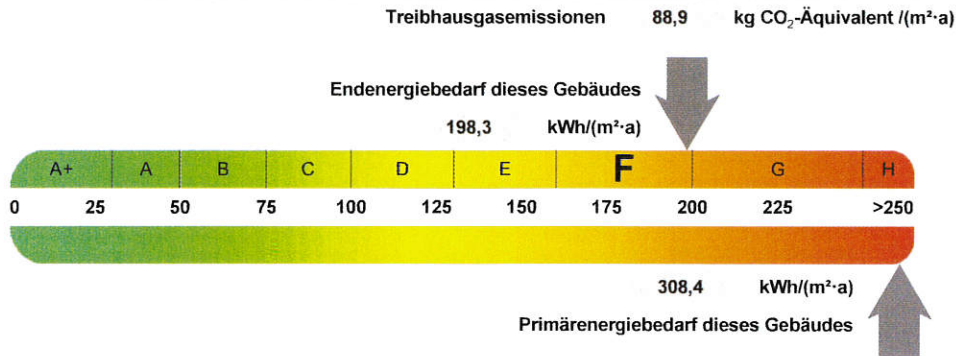 Treibhausgasemissionen 88,9 kg CO₂-Äquivalent /(m²·a)
Endenergiebedarf dieses Gebäudes
198,3 kWh/(m²·a)
A+ A B C D E F G H
0 25 50 75 100 125 150 175 200 225 >250
308,4 kWh/(m²·a)
Primärenergiebedarf dieses Gebäudes